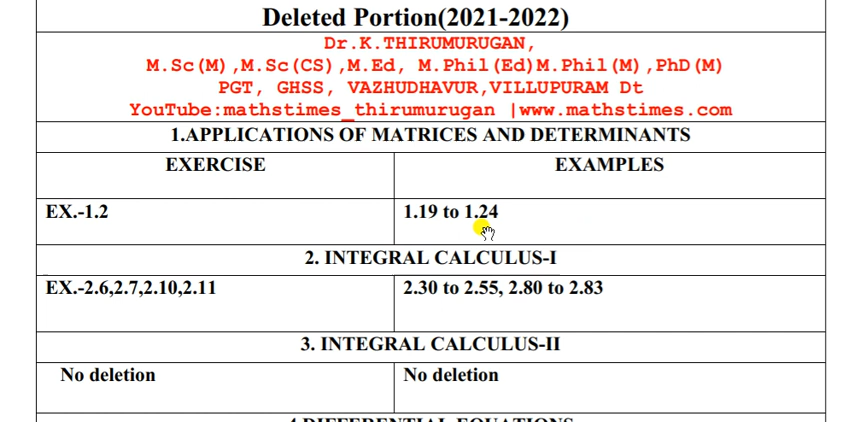 Deleted Portion(2021-2022)
Dr.K.THIRUMURUGAN,
M.Sc(M),M.Sc(CS),M.Ed, M.Phil(Ed)M.Phil(M),PhD(M)
PGT, GHSS, VAZHUDHAVUR,VILLUPURAM Dt
YouTube:mathstimes_thirumurugan |www.mathstimes.com
1.APPLICATIONS OF MATRICES AND DETERMINANTS
EXERCISE EXAMPLES
EX.-1.2 1.19 to 1.24
2. INTEGRAL CALCULUS-I
EX.-2.6,2.7,2.10,2.11 2.30 to 2.55, 2.80 to 2.83
3. INTEGRAL CALCULUS-II
No deletion No deletion
4.DIFFERENTIAL EQUATIONS